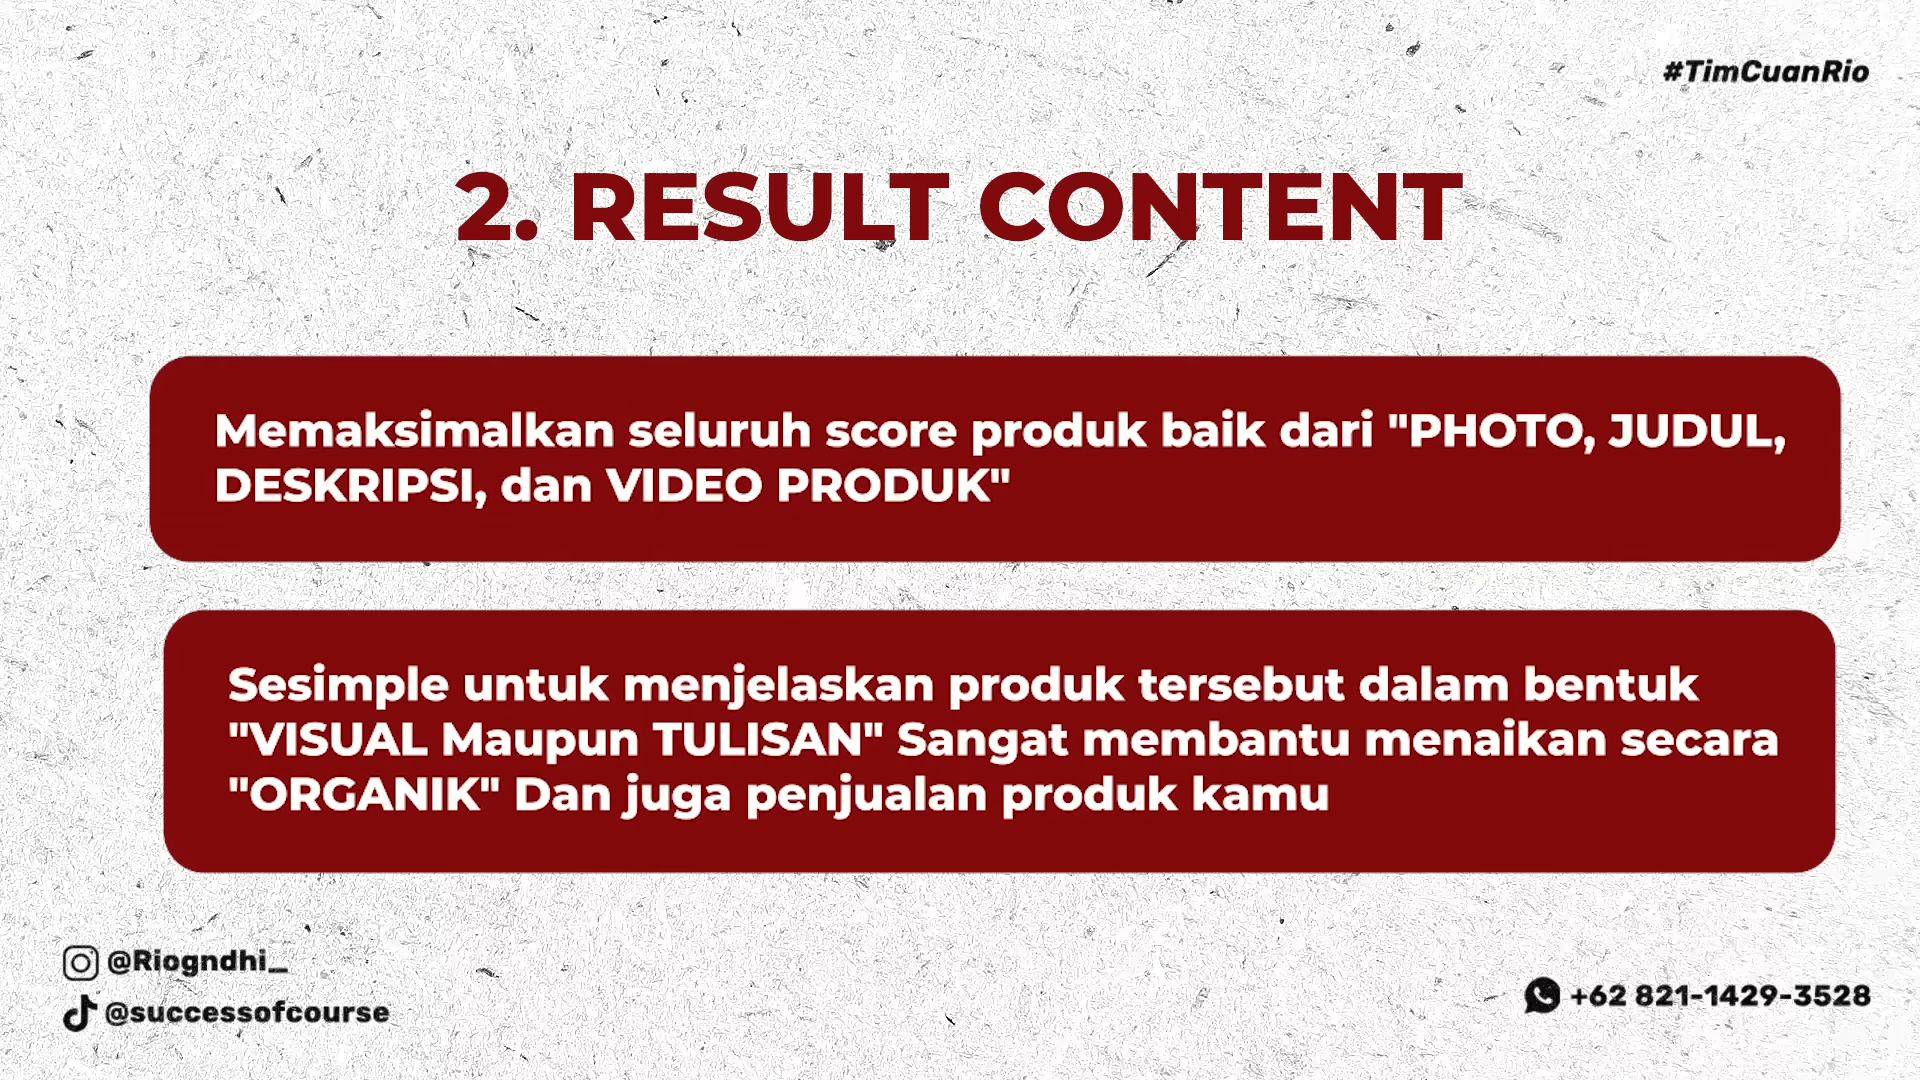 #TimCuanRio
2. RESULT CONTENT
Memaksimalkan seluruh score produk baik dari "PHOTO, JUDUL,
DESKRIPSI, dan VIDEO PRODUK"
Sesimple untuk menjelaskan produk tersebut dalam bentuk
"VISUAL Maupun TULISAN" Sangat membantu menaikan secara
"ORGANIK" Dan juga penjualan produk kamu
@Riogndhi_
@successofcourse
+62 821-1429-3528